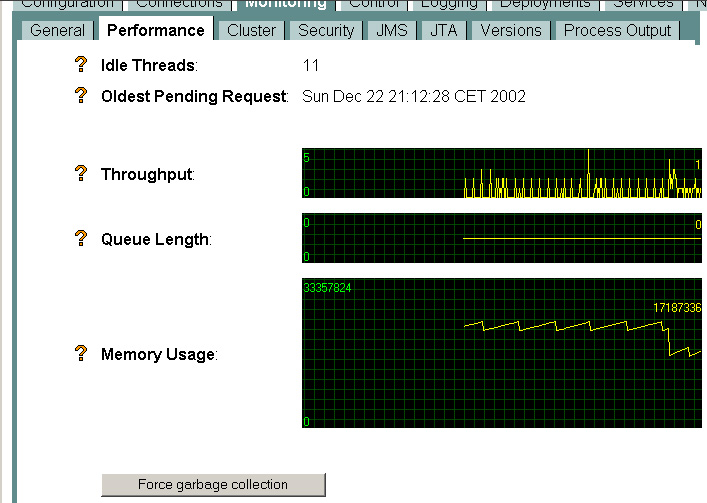 Configuration Connections Monitoring Control Logging Deployments Services
General Performance Cluster Security JMS JTA Versions Process Output
? Idle Threads: 11
? Oldest Pending Request: Sun Dec 22 21:12:28 CET 2002
5
1
? Throughput:
0
0
0
? Queue Length:
0
33357824
17187336
? Memory Usage:
0
Force garbage collection